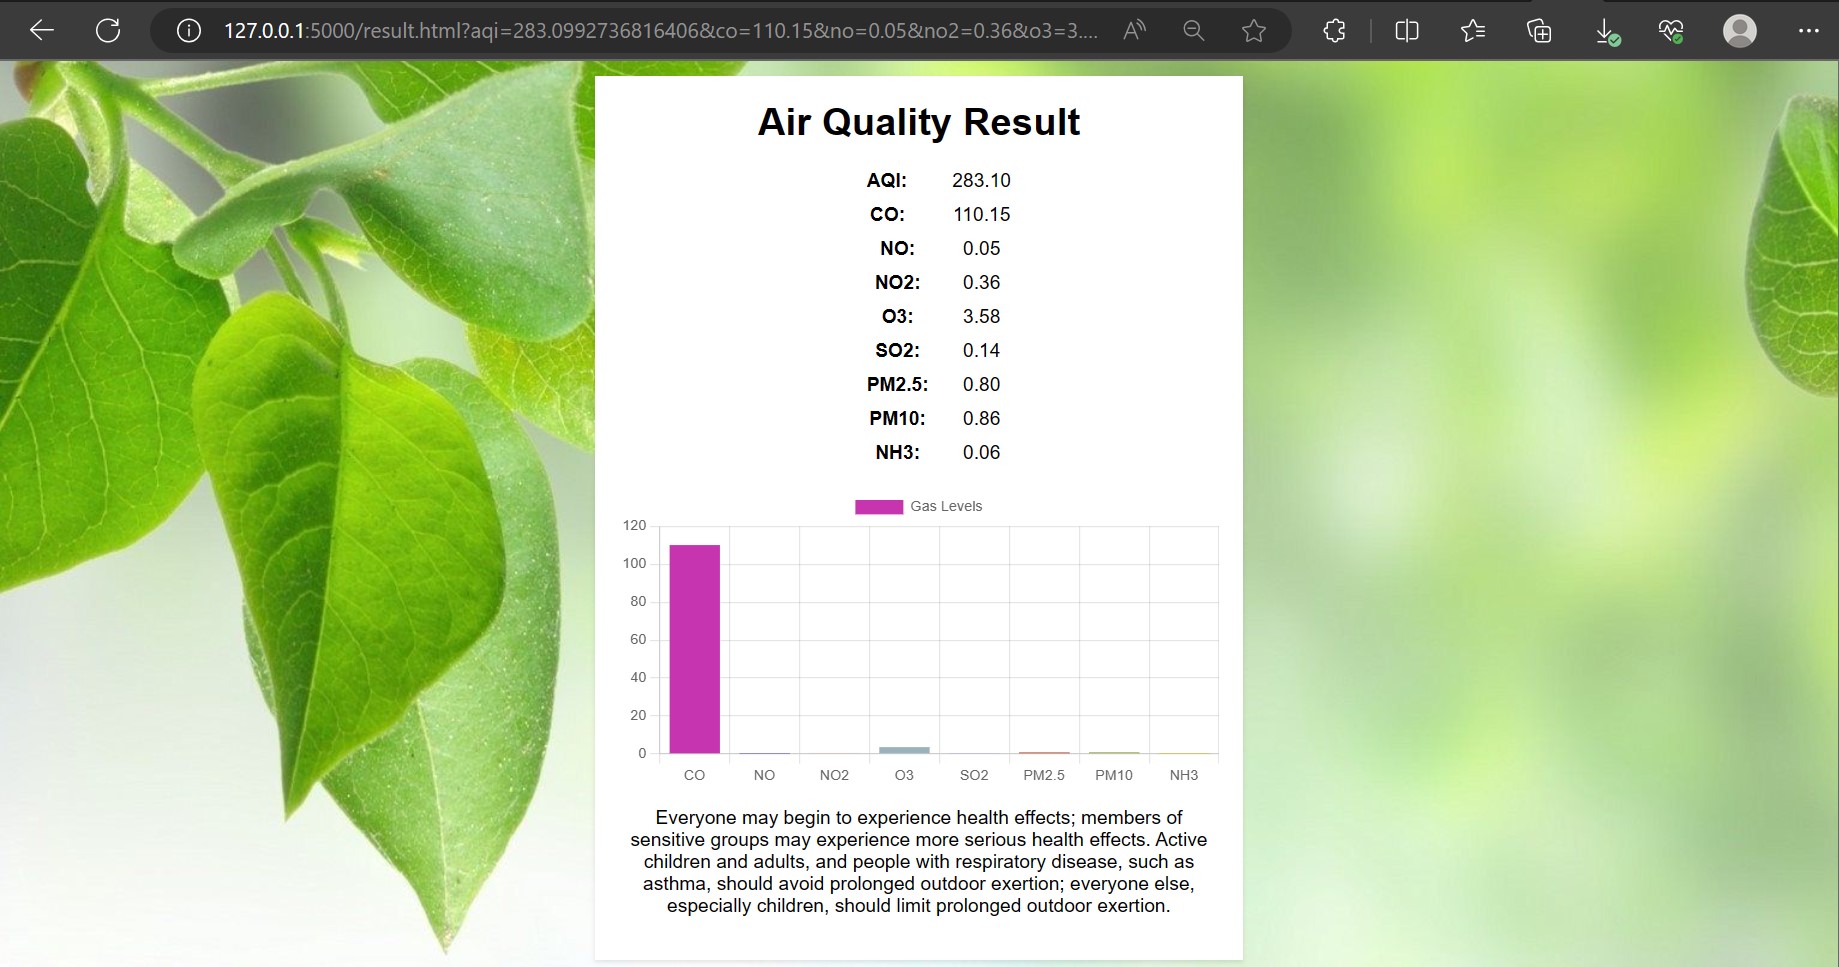 127.0.0.1:5000/result.html?aqi=283.0992736816406&co=110.15&no=0.05&no2=0.36&o3=3....
Air Quality Result
AQI: 283.10
CO: 110.15
NO: 0.05
NO2: 0.36
O3: 3.58
SO2: 0.14
PM2.5: 0.80
PM10: 0.86
NH3: 0.06
Gas Levels
120
100
80
60
40
20
0
CO NO NO2 O3 SO2 PM2.5 PM10 NH3
Everyone may begin to experience health effects; members of
sensitive groups may experience more serious health effects. Active
children and adults, and people with respiratory disease, such as
asthma, should avoid prolonged outdoor exertion; everyone else,
especially children, should limit prolonged outdoor exertion.